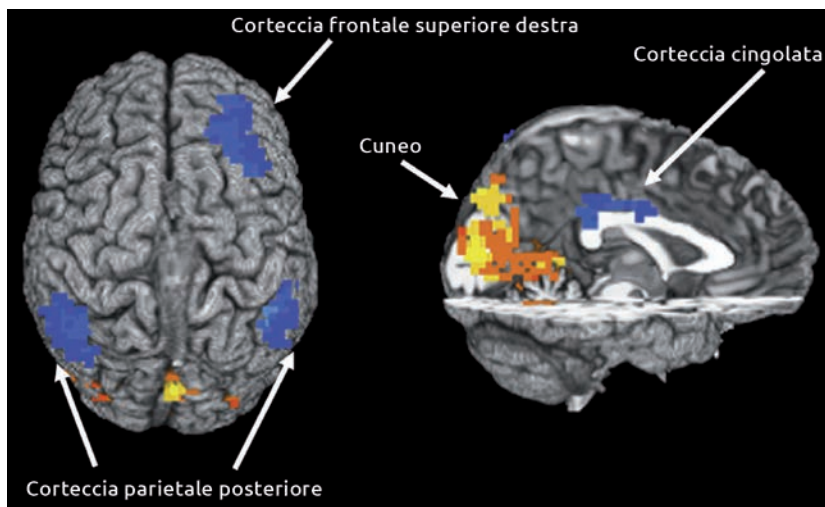 Corteccia frontale superiore destra
Corteccia cingolata
Cuneo
Corteccia parietale posteriore